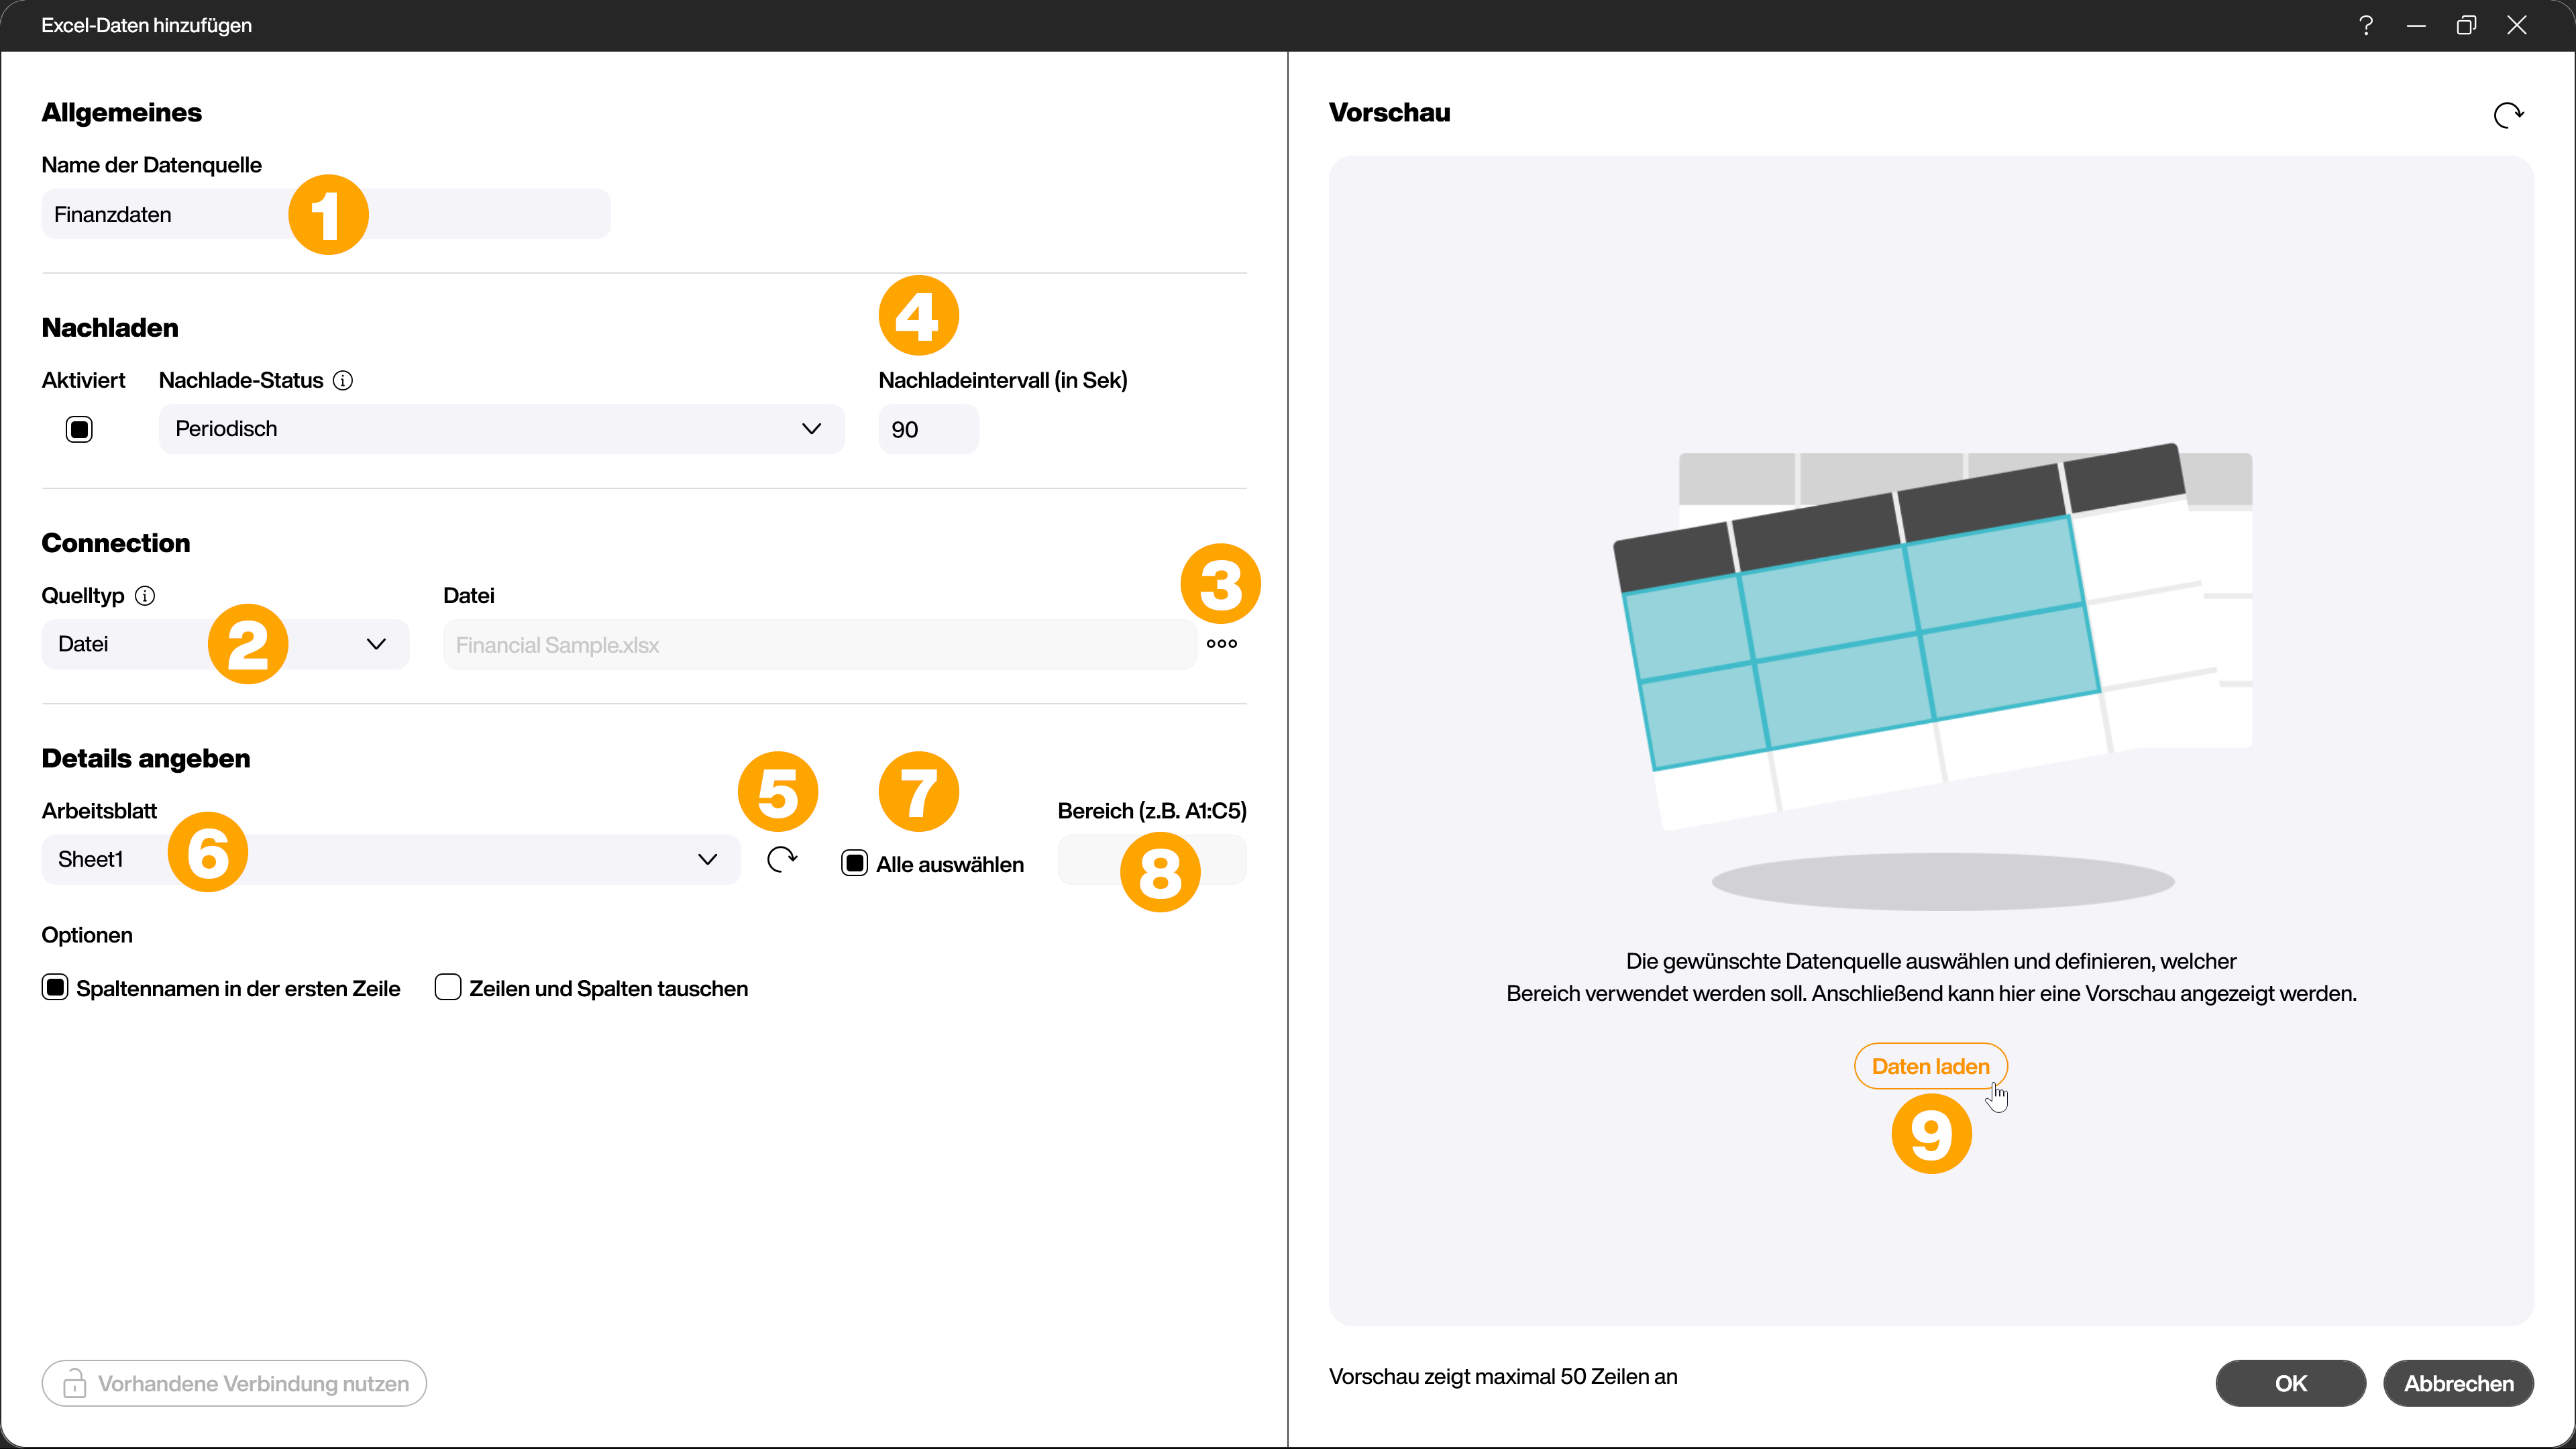 Excel-Daten hinzufügen
?
Allgemeines
Name der Datenquelle
Finanzdaten
1
Nachladen
4
Aktiviert
Nachlade-Status
Nachladeintervall (in Sek)
Periodisch
90
Connection
3
Quelltyp
Datei
Datei
2
Financial Sample.xlsx
Details angeben
5
7
Arbeitsblatt
Bereich (z.B. A1:C5)
Sheet1
6
Alle auswählen
8
Optionen
Spaltennamen in der ersten Zeile
Zeilen und Spalten tauschen
Vorhandene Verbindung nutzen
Vorschau
Die gewünschte Datenquelle auswählen und definieren, welcher
Bereich verwendet werden soll. Anschließend kann hier eine Vorschau angezeigt werden.
Daten laden
9
Vorschau zeigt maximal 50 Zeilen an
OK
Abbrechen